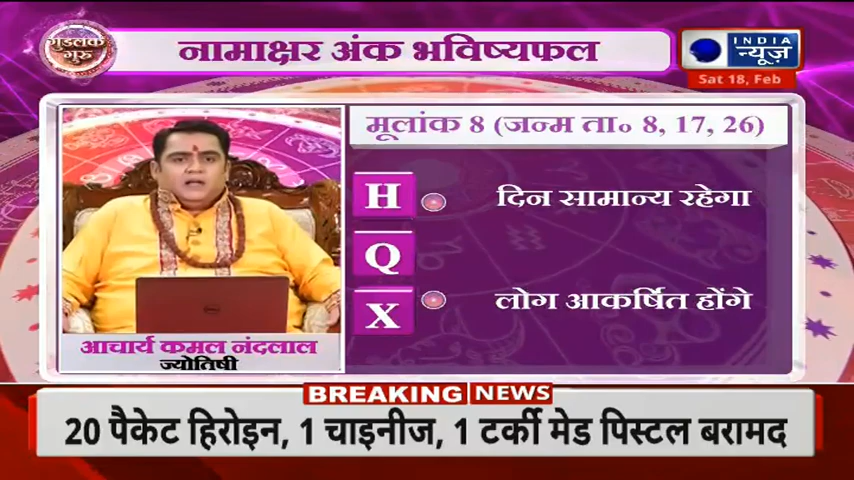 गुडलक
गुरु
नामाक्षर अंक भविष्यफल
INDIA
न्यूज़
Sat 18, Feb
मूलांक 8 (जन्म ता० 8, 17, 26)
H
दिन सामान्य रहेगा
Q
X
लोग आकर्षित होंगे
आचार्य कमल नंदलाल
ज्योतिषी
BREAKING NEWS
20 पैकेट हिरोइन, 1 चाइनीज, 1 टर्की मेड पिस्टल बरामद